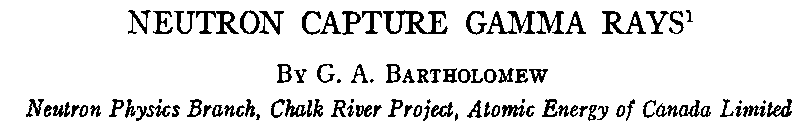 NEUTRON CAPTURE GAMMA RAYS¹
By G. A. Bartholomew
Neutron Physics Branch, Chalk River Project, Atomic Energy of Canada Limited